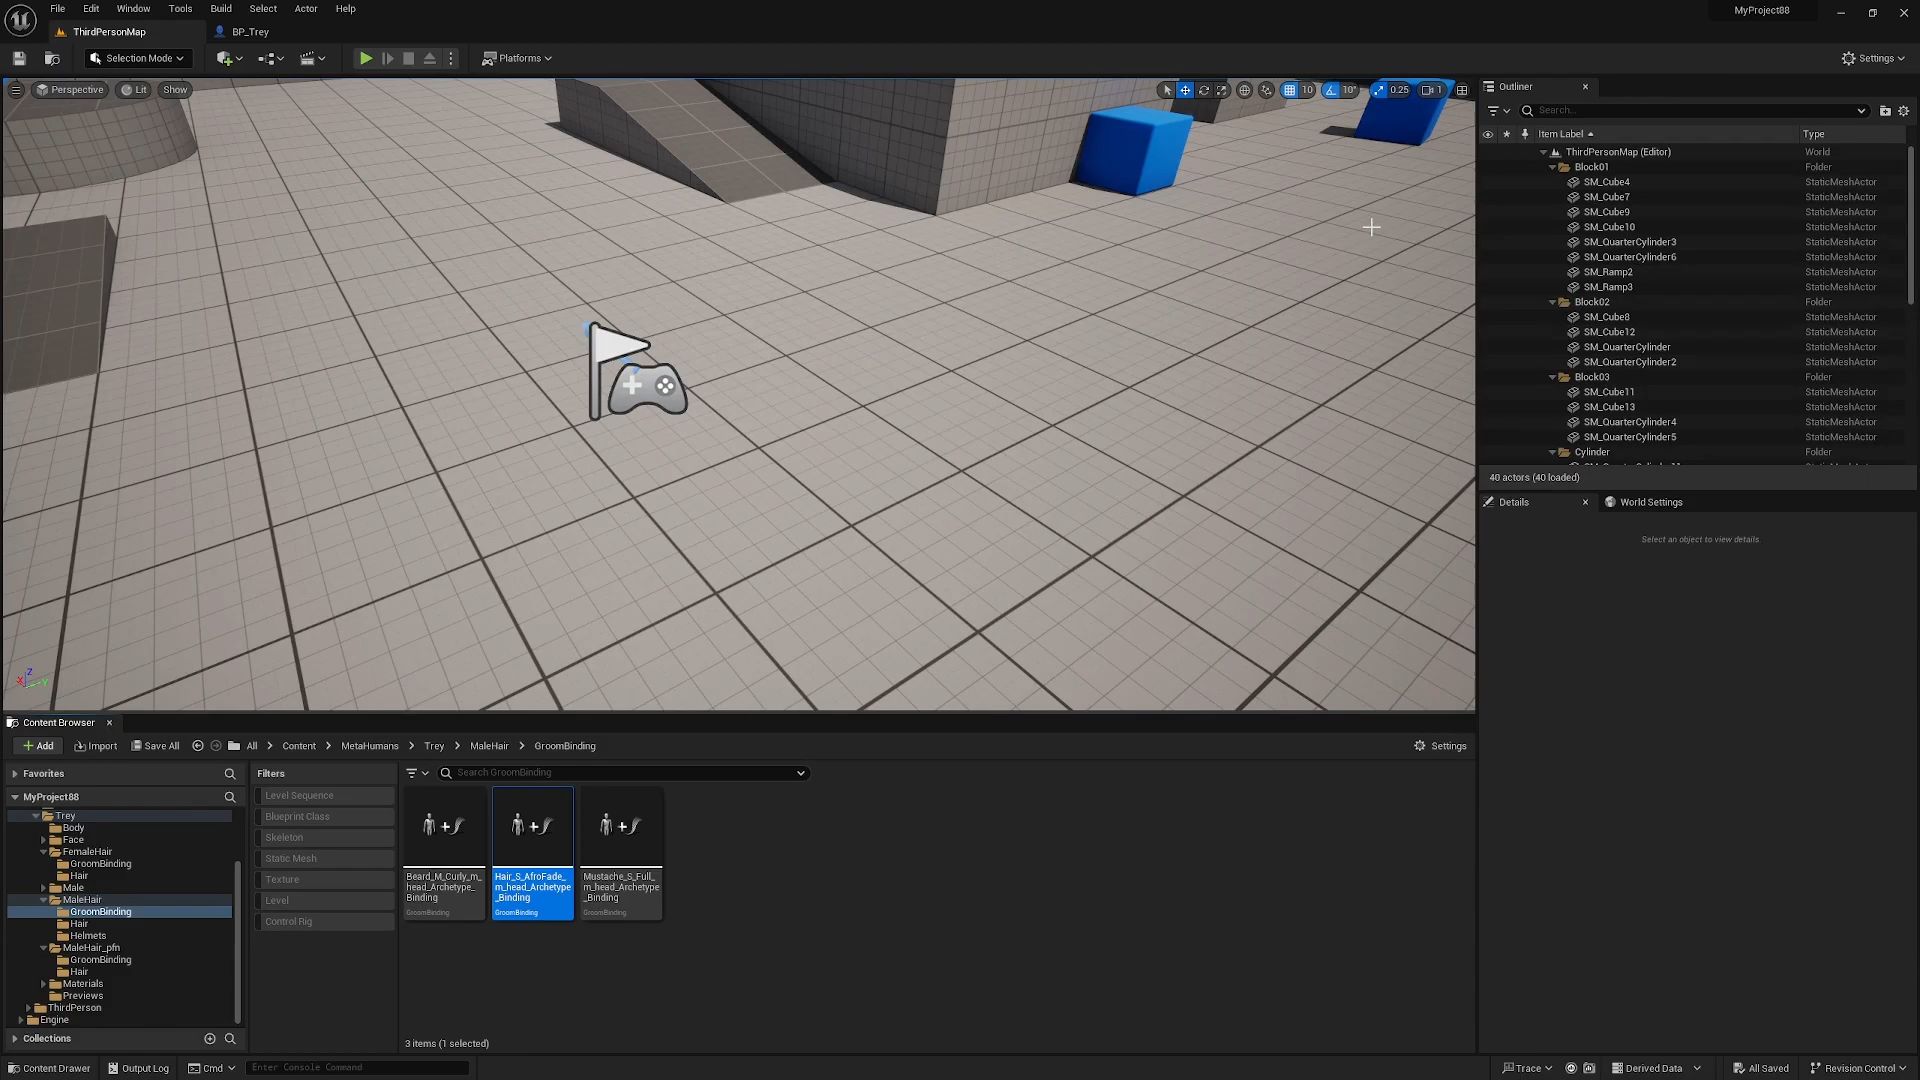 File Edit Window Tools Build Select Actor Help
MyProject88
ThirdPersonMap
BP_Trey
Selection Mode
Platforms
Settings
Perspective
Lit
Show
10
10°
0.25
1
Outliner
Search...
Item Label
Type
ThirdPersonMap (Editor) World
Block01 Folder
SM_Cube4 StaticMeshActor
SM_Cube7 StaticMeshActor
SM_Cube9 StaticMeshActor
SM_Cube10 StaticMeshActor
SM_QuarterCylinder3 StaticMeshActor
SM_QuarterCylinder6 StaticMeshActor
SM_Ramp2 StaticMeshActor
SM_Ramp3 StaticMeshActor
Block02 Folder
SM_Cube8 StaticMeshActor
SM_Cube12 StaticMeshActor
SM_QuarterCylinder StaticMeshActor
SM_QuarterCylinder2 StaticMeshActor
Block03 Folder
SM_Cube11 StaticMeshActor
SM_Cube13 StaticMeshActor
SM_QuarterCylinder4 StaticMeshActor
SM_QuarterCylinder5 StaticMeshActor
Cylinder Folder
40 actors (40 loaded)
Details
World Settings
Select an object to view details
Z
X
Y
Content Browser
Add
Import
Save All
All
Content
MetaHumans
Trey
MaleHair
GroomBinding
Settings
Favorites
MyProject88
Trey
Body
Face
FemaleHair
GroomBinding
Hair
Male
MaleHair
GroomBinding
Hair
Helmets
MaleHair_pfn
GroomBinding
Hair
Materials
Previews
ThirdPerson
Engine
Collections
Filters
Level Sequence
Blueprint Class
Skeleton
Static Mesh
Texture
Level
Control Rig
Search GroomBinding
Beard_M_Curly_m_
head_Archetype_
Binding
GroomBinding
Hair_S_AfroFade_
m_head_Archetype
_Binding
GroomBinding
Mustache_S_Full_
m_head_Archetype
_Binding
GroomBinding
3 items (1 selected)
Content Drawer
Output Log
Cmd
Enter Console Command
Trace
Derived Data
All Saved
Revision Control